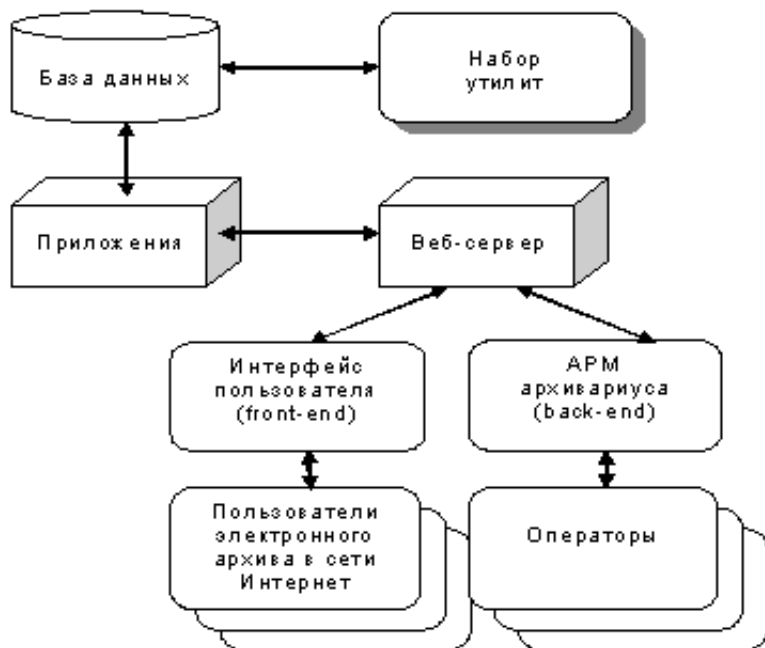 База данных
Набор
утилит
Приложения
Веб-сервер
Интерфейс
пользователя
(front-end)
АРМ
архивариуса
(back-end)
Пользователи
электронного
архива в сети
Интернет
Операторы